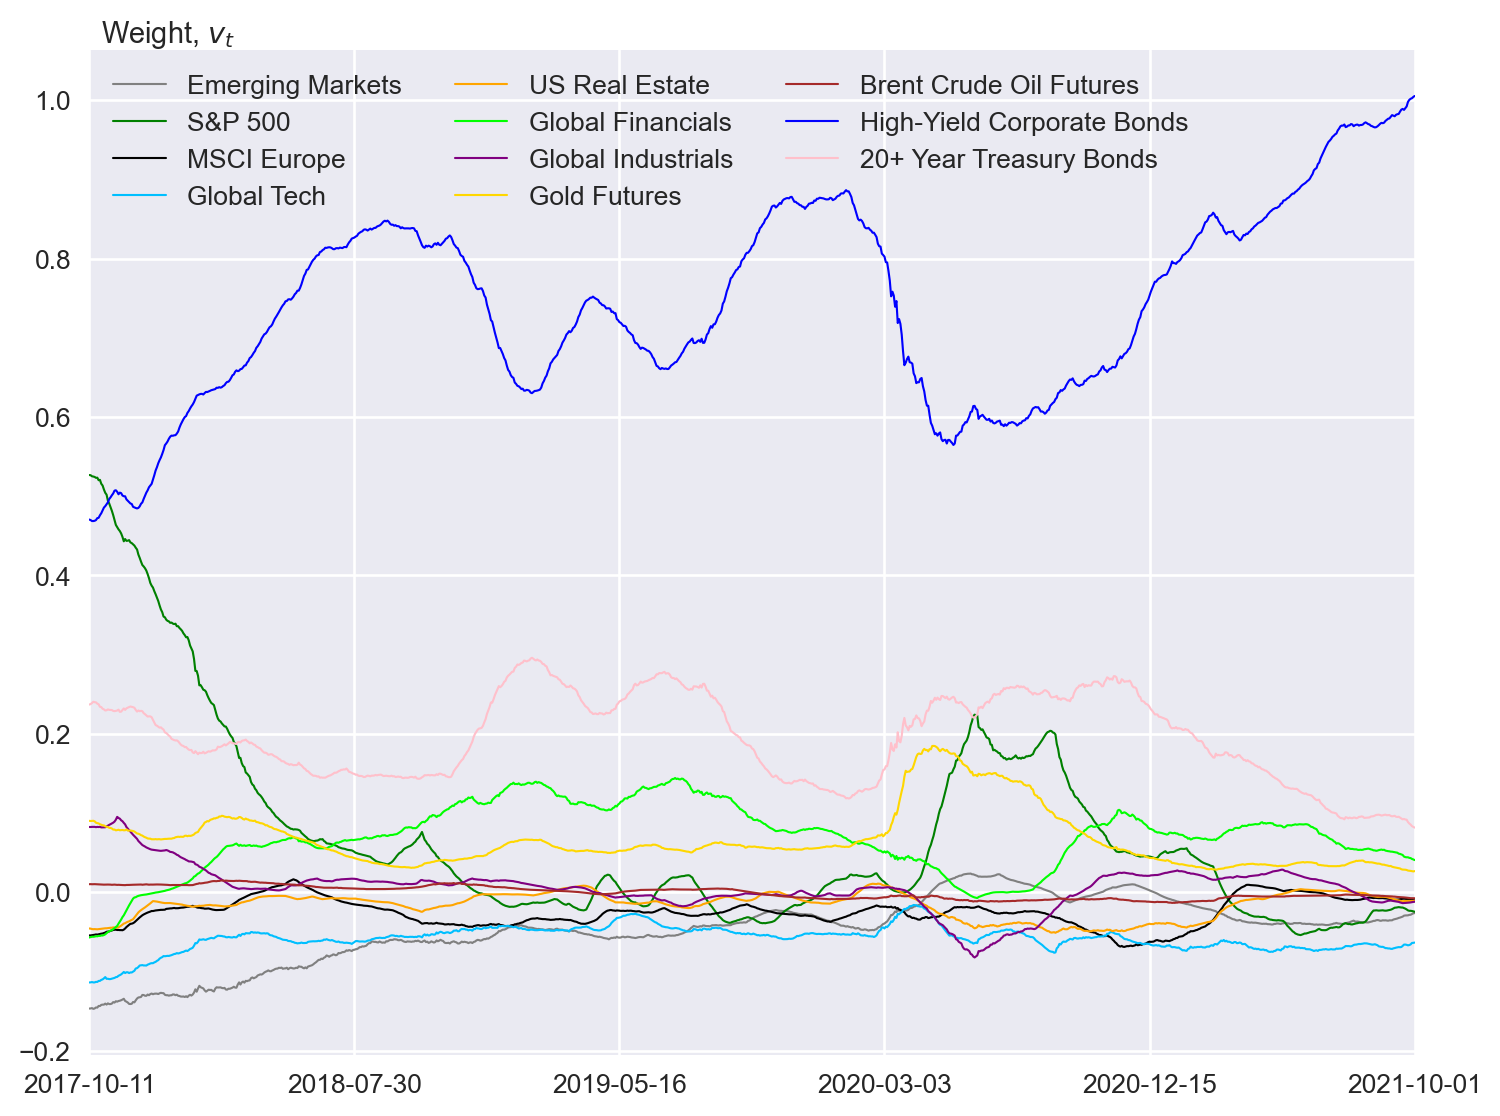 Weight, vₜ
Emerging Markets
S&P 500
MSCI Europe
Global Tech
US Real Estate
Global Financials
Global Industrials
Gold Futures
Brent Crude Oil Futures
High-Yield Corporate Bonds
20+ Year Treasury Bonds
1.0
0.8
0.6
0.4
0.2
0.0
−0.2
2017-10-11 2018-07-30 2019-05-16 2020-03-03 2020-12-15 2021-10-01